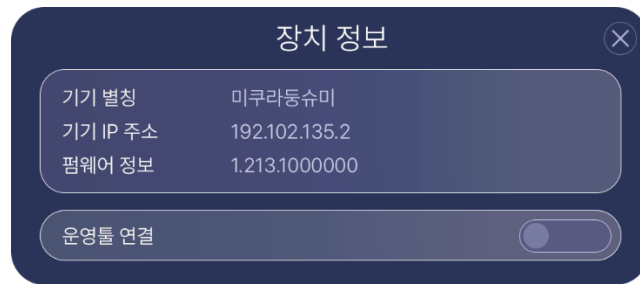 장치 정보
기기 별칭 미쿠라둥슈미
기기 IP 주소 192.102.135.2
펌웨어 정보 1.213.1000000
운영툴 연결